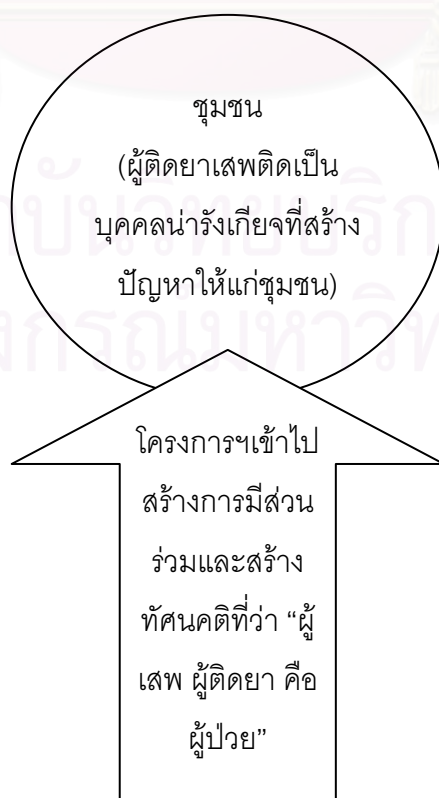 ชุมชน
(ผู้ติดยาเสพติดเป็น
บุคคลน่ารังเกียจที่สร้าง
ปัญหาให้แก่ชุมชน)
โครงการฯเข้าไป
สร้างการมีส่วน
ร่วมและสร้าง
ทัศนคติที่ว่า “ผู้
เสพ ผู้ติดยา คือ
ผู้ป่วย”